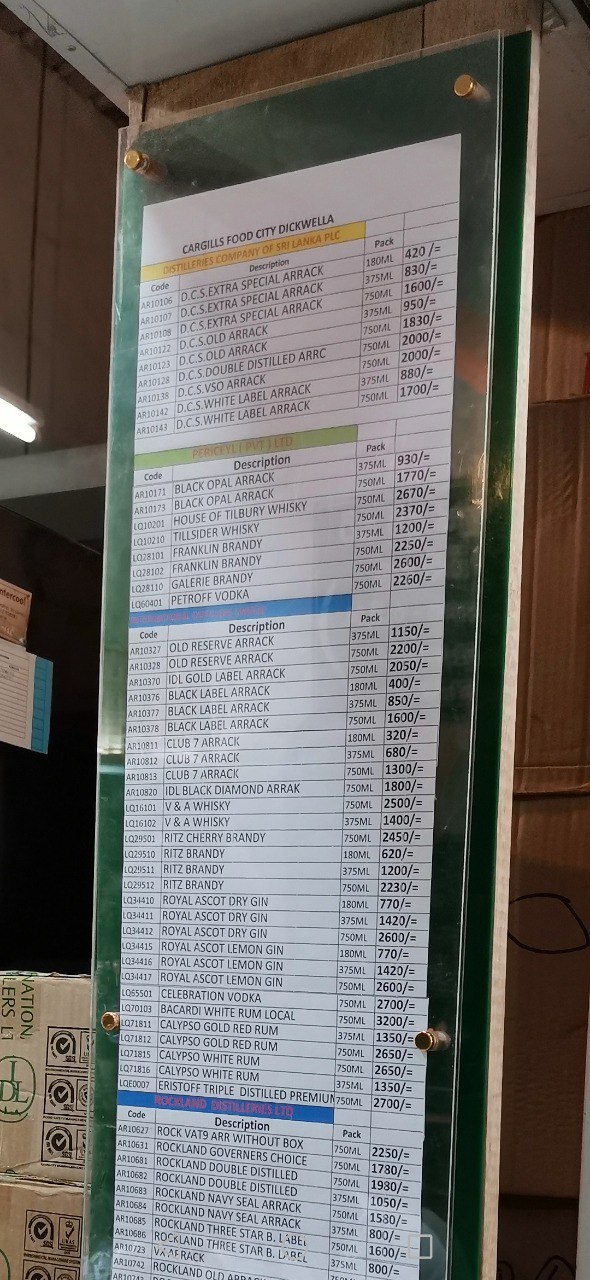 CARGILLS FOOD CITY DICKWELLA
DISTILLERIES COMPANY OF SRI LANKA PLC
Code Description Pack
AR10106 D.C.S.EXTRA SPECIAL ARRACK 180ML 420/=
AR10107 D.C.S.EXTRA SPECIAL ARRACK 375ML 830/=
AR10108 D.C.S.EXTRA SPECIAL ARRACK 750ML 1600/=
AR10122 D.C.S.OLD ARRACK 375ML 950/=
AR10123 D.C.S.OLD ARRACK 750ML 1830/=
AR10128 D.C.S.DOUBLE DISTILLED ARRC 750ML 2000/=
AR10138 D.C.S.VSO ARRACK 750ML 2000/=
AR10142 D.C.S.WHITE LABEL ARRACK 375ML 880/=
AR10143 D.C.S.WHITE LABEL ARRACK 750ML 1700/=
PERICEYL ( PVT ) LTD
Code Description Pack
AR10171 BLACK OPAL ARRACK 375ML 930/=
AR10173 BLACK OPAL ARRACK 750ML 1770/=
LQ10201 HOUSE OF TILBURY WHISKY 750ML 2670/=
LQ10210 TILLSIDER WHISKY 750ML 2370/=
LQ28101 FRANKLIN BRANDY 375ML 1200/=
LQ28102 FRANKLIN BRANDY 750ML 2250/=
LQ28110 GALERIE BRANDY 750ML 2600/=
LQ60401 PETROFF VODKA 750ML 2260/=
Code Description Pack
AR10327 OLD RESERVE ARRACK 375ML 1150/=
AR10328 OLD RESERVE ARRACK 750ML 2200/=
AR10370 IDL GOLD LABEL ARRACK 750ML 2050/=
AR10376 BLACK LABEL ARRACK 180ML 400/=
AR10377 BLACK LABEL ARRACK 375ML 850/=
AR10378 BLACK LABEL ARRACK 750ML 1600/=
AR10811 CLUB 7 ARRACK 180ML 320/=
AR10812 CLUB 7 ARRACK 375ML 680/=
AR10813 CLUB 7 ARRACK 750ML 1300/=
AR10820 IDL BLACK DIAMOND ARRAK 750ML 1800/=
LQ16101 V & A WHISKY 750ML 2500/=
LQ16102 V & A WHISKY 375ML 1400/=
LQ29501 RITZ CHERRY BRANDY 750ML 2450/=
LQ29510 RITZ BRANDY 180ML 620/=
LQ29511 RITZ BRANDY 375ML 1200/=
LQ29512 RITZ BRANDY 750ML 2230/=
LQ34410 ROYAL ASCOT DRY GIN 180ML 770/=
LQ34411 ROYAL ASCOT DRY GIN 375ML 1420/=
LQ34412 ROYAL ASCOT DRY GIN 750ML 2600/=
LQ34415 ROYAL ASCOT LEMON GIN 180ML 770/=
LQ34416 ROYAL ASCOT LEMON GIN 375ML 1420/=
LQ34417 ROYAL ASCOT LEMON GIN 750ML 2600/=
LQ65501 CELEBRATION VODKA 750ML 2700/=
LQ70103 BACARDI WHITE RUM LOCAL 750ML 3200/=
LQ71811 CALYPSO GOLD RED RUM 375ML 1350/=
LQ71812 CALYPSO GOLD RED RUM 750ML 2650/=
LQ71815 CALYPSO WHITE RUM 750ML 2650/=
LQ71816 CALYPSO WHITE RUM 375ML 1350/=
LQE0007 ERISTOFF TRIPLE DISTILLED PREMIUM 750ML 2700/=
ROCKLAND DISTILLERIES LTD
Code Description Pack
AR10627 ROCK VAT9 ARR WITHOUT BOX 750ML 2250/=
AR10631 ROCKLAND GOVERNERS CHOICE 750ML 1780/=
AR10681 ROCKLAND DOUBLE DISTILLED 750ML 1980/=
AR10682 ROCKLAND DOUBLE DISTILLED 375ML 1050/=
AR10683 ROCKLAND NAVY SEAL ARRACK 750ML 1580/=
AR10684 ROCKLAND NAVY SEAL ARRACK 375ML 800/=
AR10685 ROCKLAND THREE STAR B. LABEL 750ML 1600/=
AR10686 ROCKLAND THREE STAR B. LABEL 375ML 800/=
AR10723
AR10742 ROCKLAND OLD